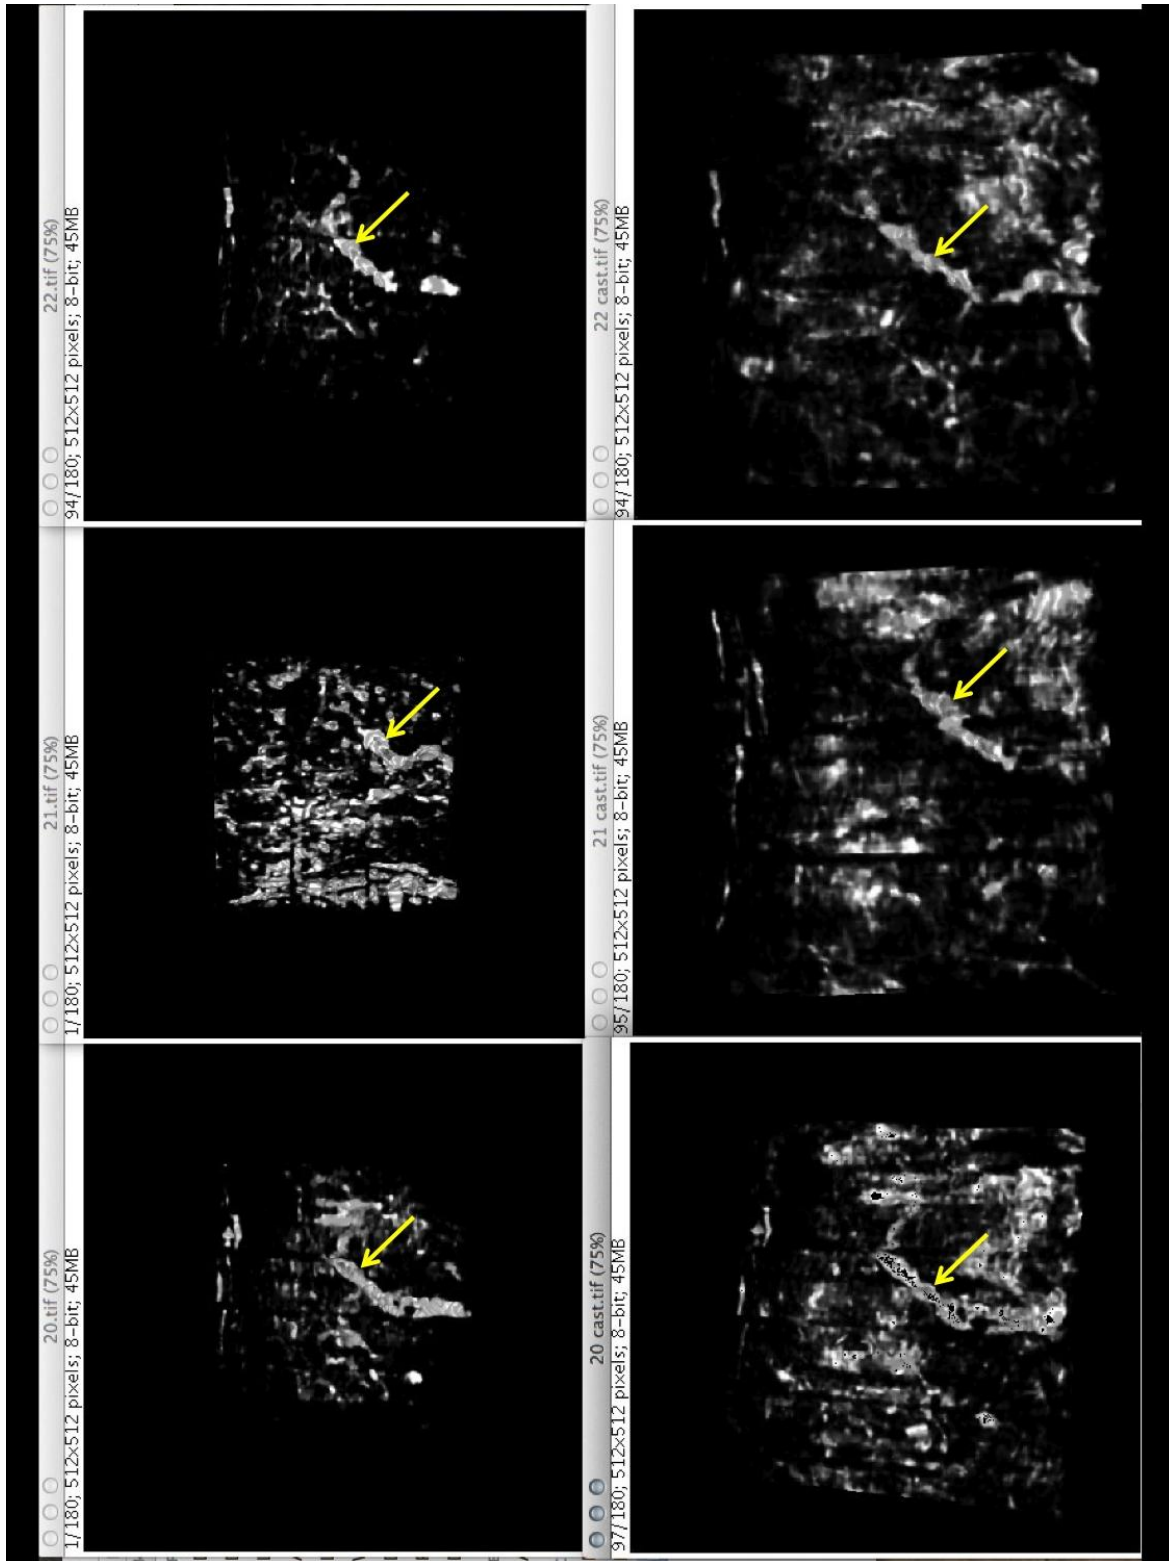 20.tif (75%)
1/180; 512x512 pixels; 8-bit; 45MB
21.tif (75%)
1/180; 512x512 pixels; 8-bit; 45MB
22.tif (75%)
94/180; 512x512 pixels; 8-bit; 45MB
20 cast.tif (75%)
97/180; 512x512 pixels; 8-bit; 45MB
21 cast.tif (75%)
95/180; 512x512 pixels; 8-bit; 45MB
22 cast.tif (75%)
94/180; 512x512 pixels; 8-bit; 45MB